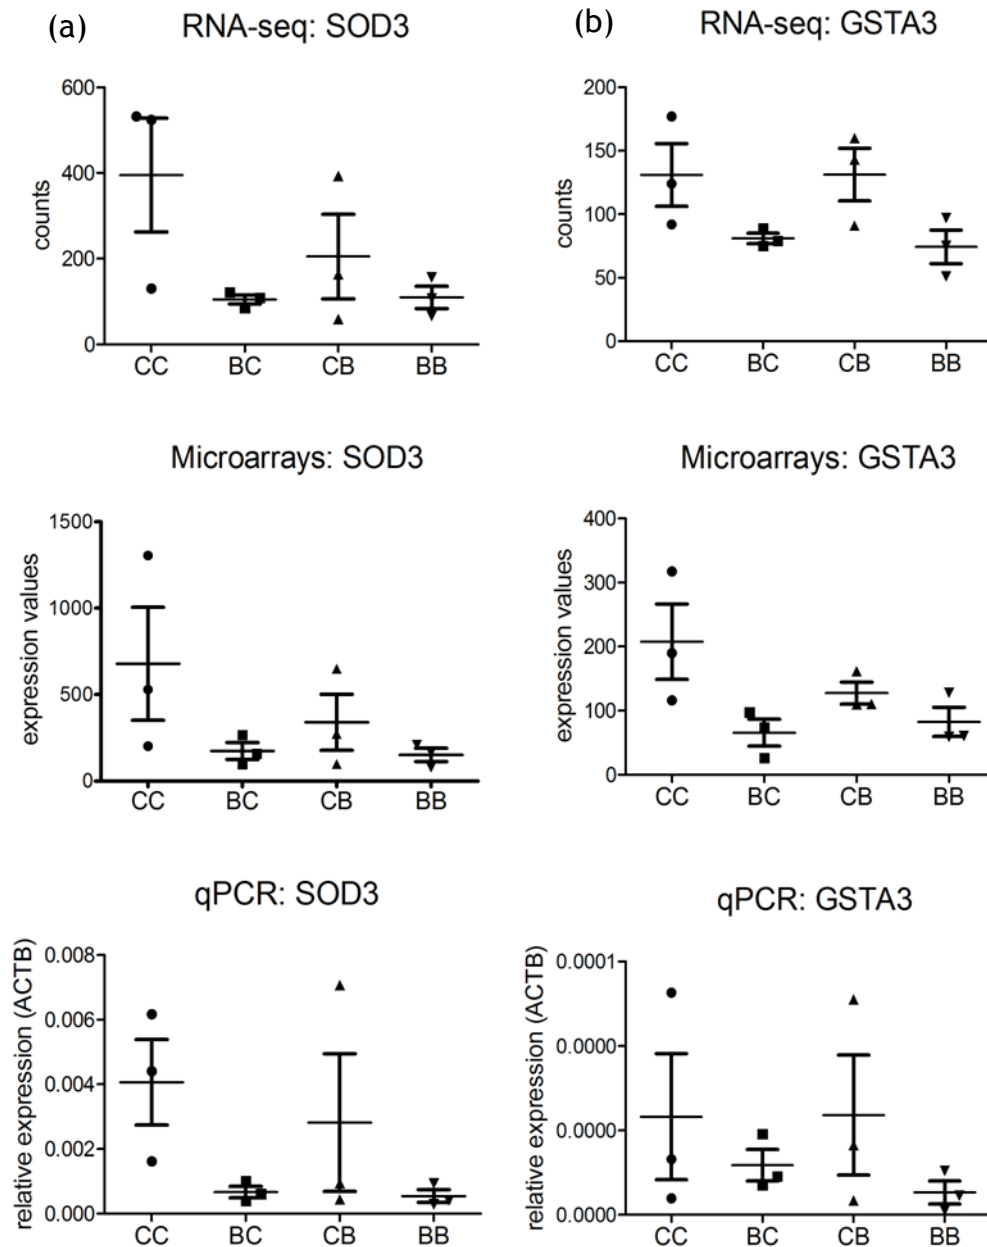 (a)
RNA-seq: SOD3
counts
600
400
200
0
CC BC CB BB
(b)
RNA-seq: GSTA3
counts
200
150
100
50
0
CC BC CB BB
Microarrays: SOD3
expression values
1500
1000
500
0
CC BC CB BB
Microarrays: GSTA3
expression values
400
300
200
100
0
CC BC CB BB
qPCR: SOD3
relative expression (ACTB)
0.008
0.006
0.004
0.002
0.000
CC BC CB BB
qPCR: GSTA3
relative expression (ACTB)
0.0001
0.0000
0.0000
0.0000
CC BC CB BB